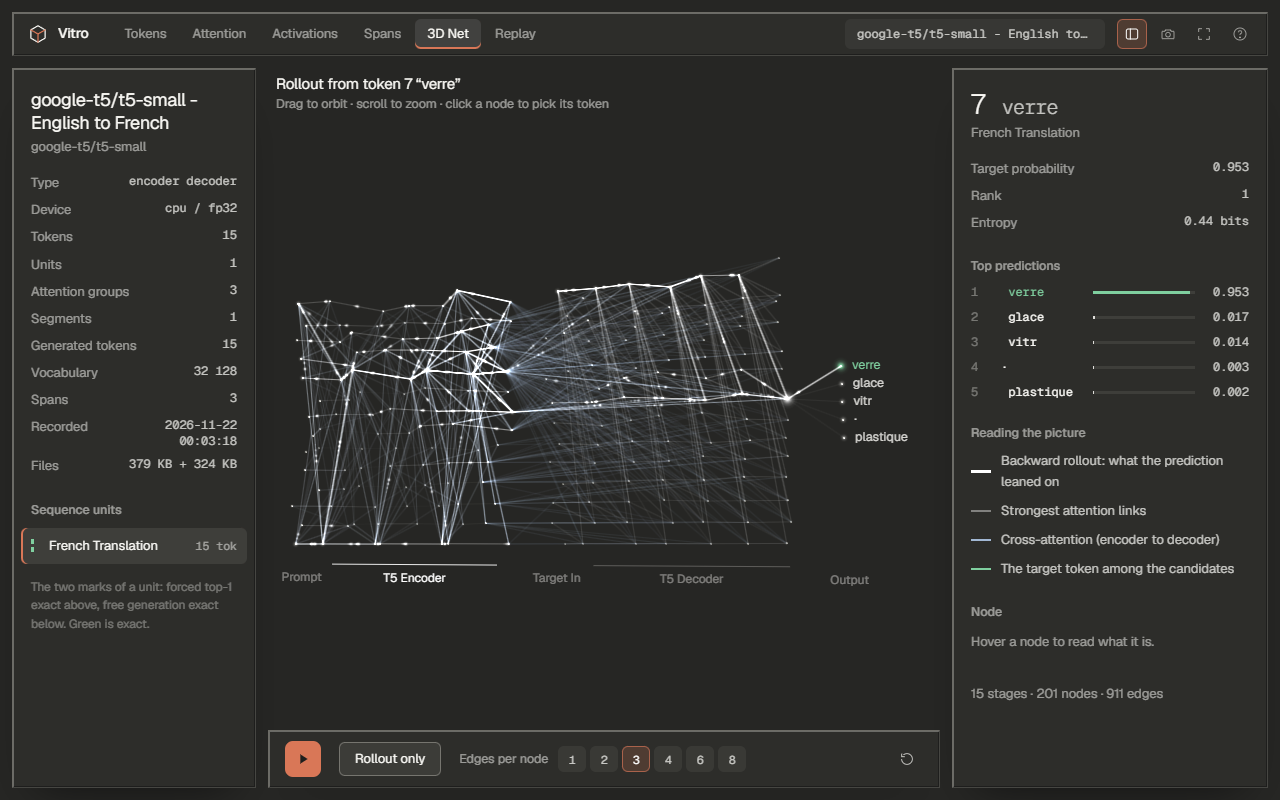 Vitro
Tokens
Attention
Activations
Spans
3D Net
Replay
google-t5/t5-small - English to…
google-t5/t5-small -
English to French
google-t5/t5-small
Type encoder decoder
Device cpu / fp32
Tokens 15
Units 1
Attention groups 3
Segments 1
Generated tokens 15
Vocabulary 32 128
Spans 3
Recorded 2026-11-22
00:03:18
Files 379 KB + 324 KB
Sequence units
French Translation 15 tok
The two marks of a unit: forced top-1
exact above, free generation exact
below. Green is exact.
Rollout from token 7 “verre”
Drag to orbit · scroll to zoom · click a node to pick its token
verre
glace
vitr
.
plastique
Prompt
T5 Encoder
Target In
T5 Decoder
Output
Rollout only
Edges per node
1
2
3
4
6
8
7 verre
French Translation
Target probability 0.953
Rank 1
Entropy 0.44 bits
Top predictions
1 verre 0.953
2 glace 0.017
3 vitr 0.014
4 · 0.003
5 plastique 0.002
Reading the picture
Backward rollout: what the prediction
leaned on
Strongest attention links
Cross-attention (encoder to decoder)
The target token among the candidates
Node
Hover a node to read what it is.
15 stages · 201 nodes · 911 edges